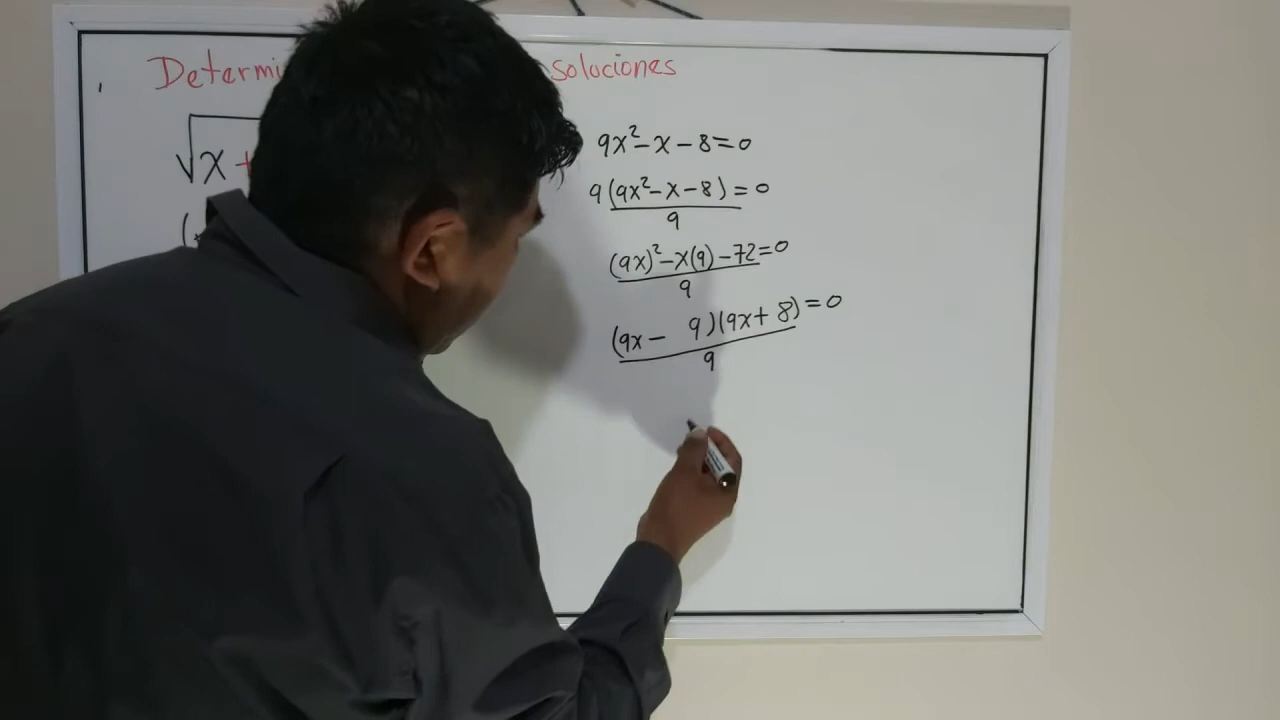 soluciones
√x +
9x²-x-8=0
9(9x²-x-8)=0
9
(9x)²-x(9)-72=0
9
(9x- 9)(9x+8)=0
9